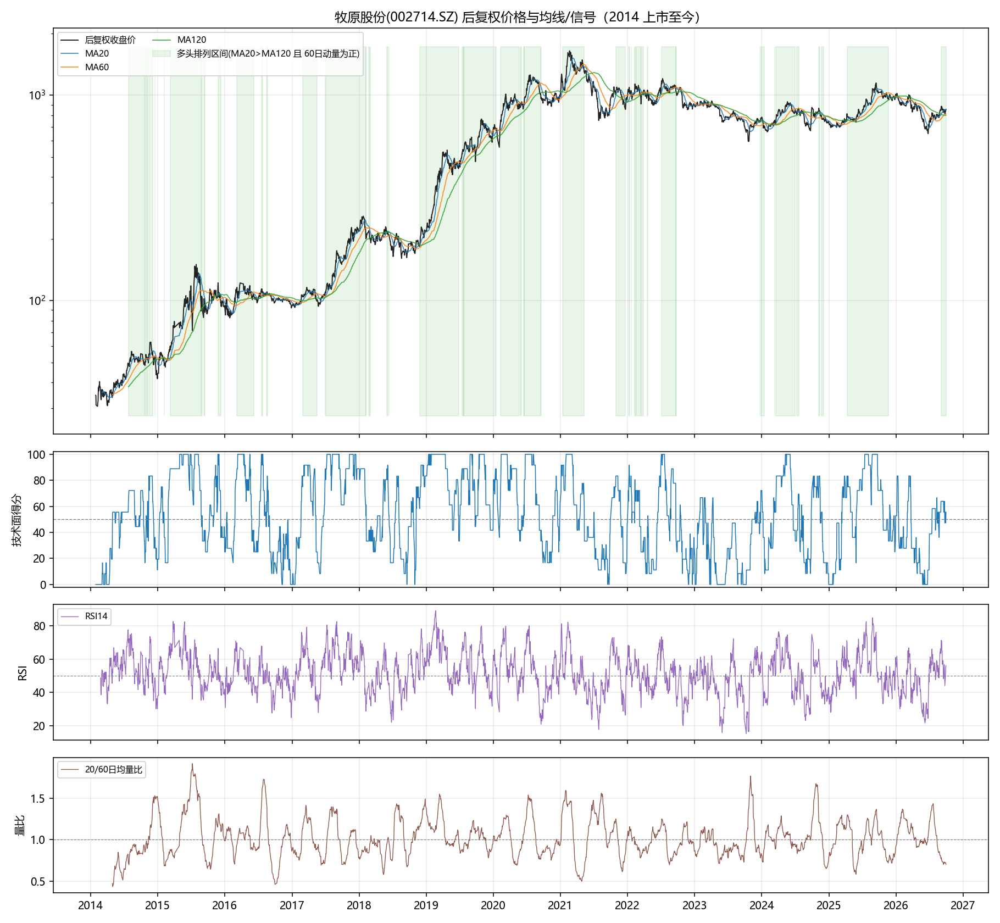 牧原股份(002714.SZ) 后复权价格与均线/信号（2014 上市至今）
后复权收盘价
MA20
MA60
MA120
多头排列区间(MA20>MA120 且 60日动量为正)
10³
10²
技术面得分
100
80
60
40
20
0
RSI
RSI14
80
60
40
20
量比
20/60日均量比
1.5
1.0
0.5
2014 2015 2016 2017 2018 2019 2020 2021 2022 2023 2024 2025 2026 2027